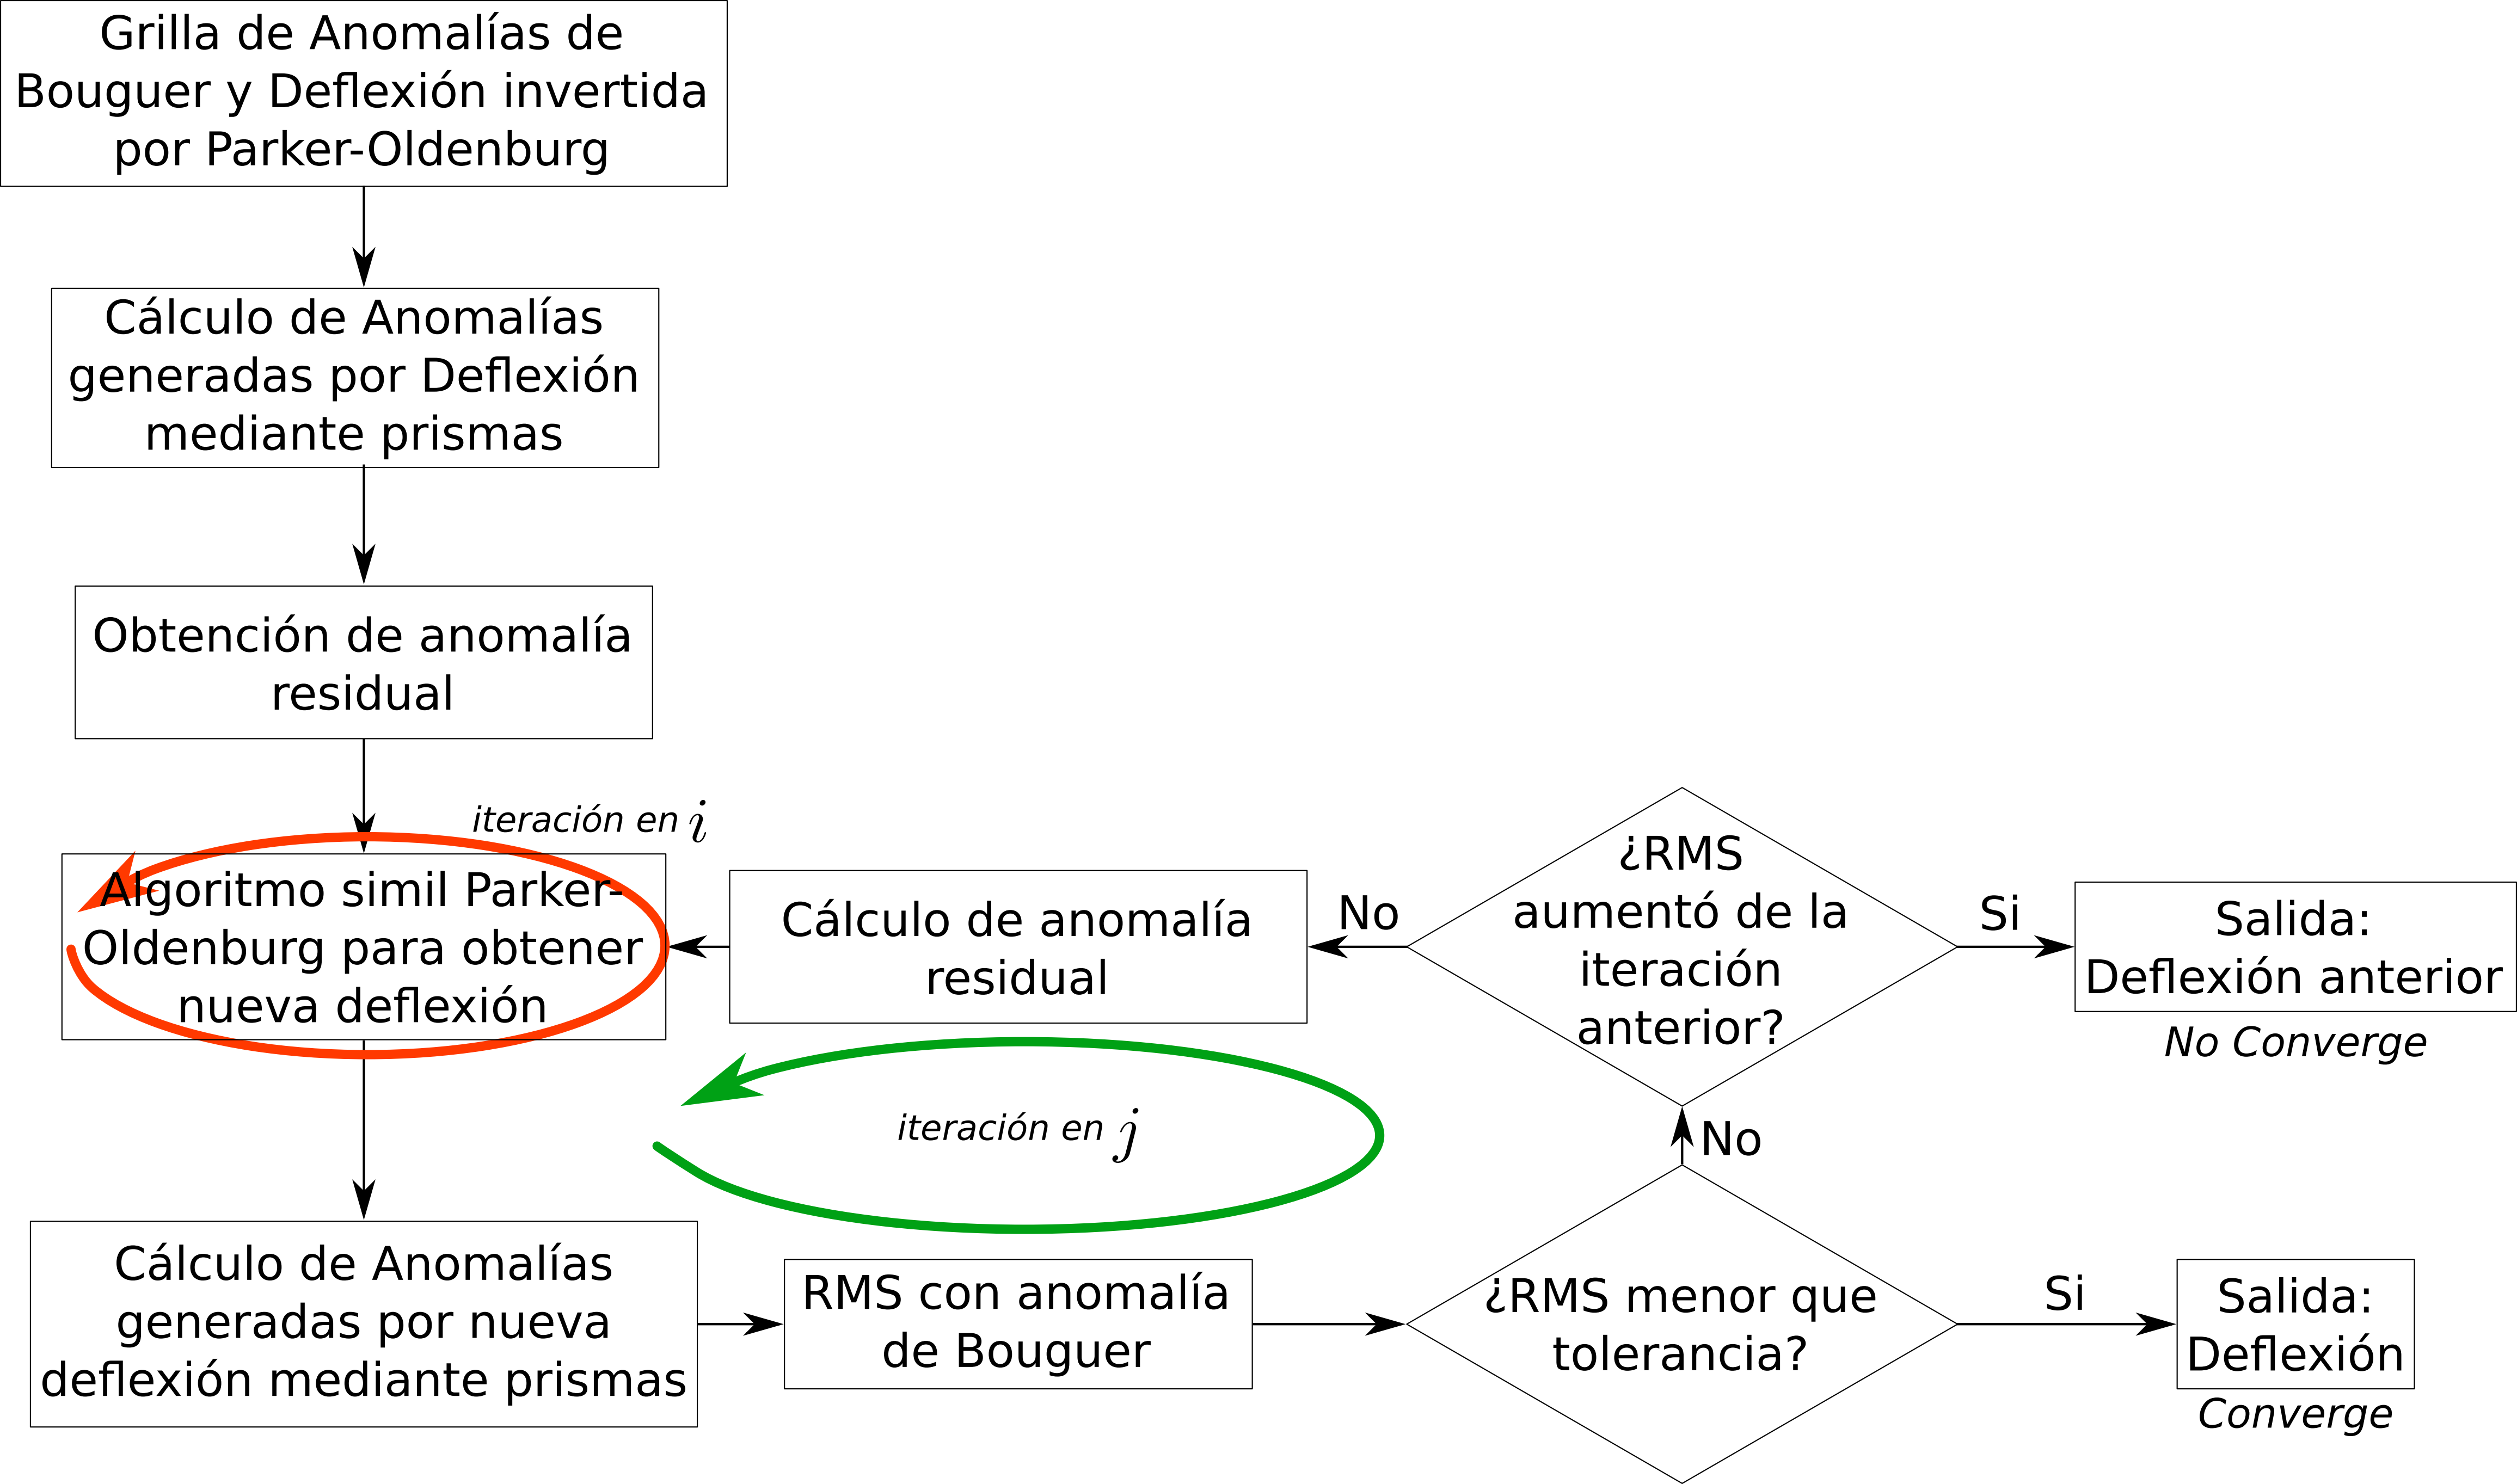 Grilla de Anomalías de
Bouguer y Deflexión invertida
por Parker-Oldenburg
Cálculo de Anomalías
generadas por Deflexión
mediante prismas
Obtención de anomalía
residual
iteración en i
Algoritmo simil Parker-
Oldenburg para obtener
nueva deflexión
Cálculo de anomalía
residual
No
¿RMS
aumentó de la
iteración
anterior?
Si
Salida:
Deflexión anterior
No Converge
iteración en j
No
Cálculo de Anomalías
generadas por nueva
deflexión mediante prismas
RMS con anomalía
de Bouguer
¿RMS menor que
tolerancia?
Si
Salida:
Deflexión
Converge